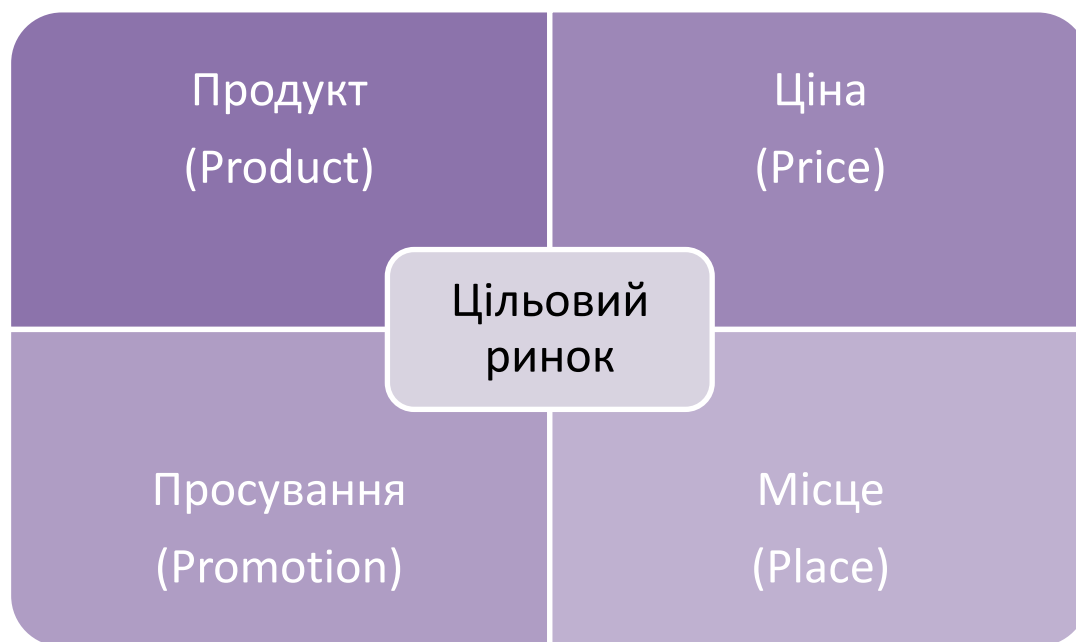 Продукт
(Product)
Ціна
(Price)
Цільовий
ринок
Просування
(Promotion)
Місце
(Place)